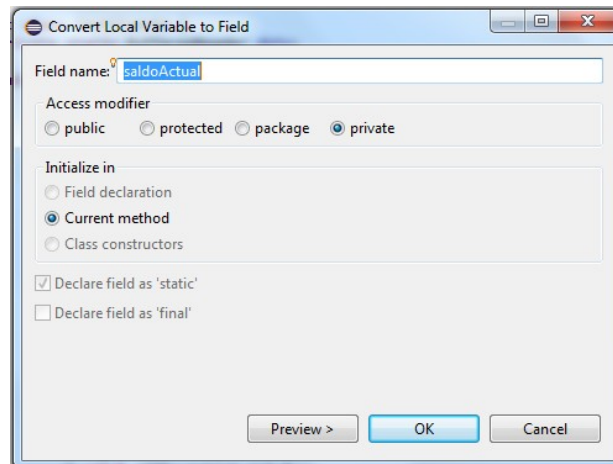 Convert Local Variable to Field
Field name: saldoActual
Access modifier
public protected package private
Initialize in
Field declaration
Current method
Class constructors
Declare field as 'static'
Declare field as 'final'
Preview > OK Cancel